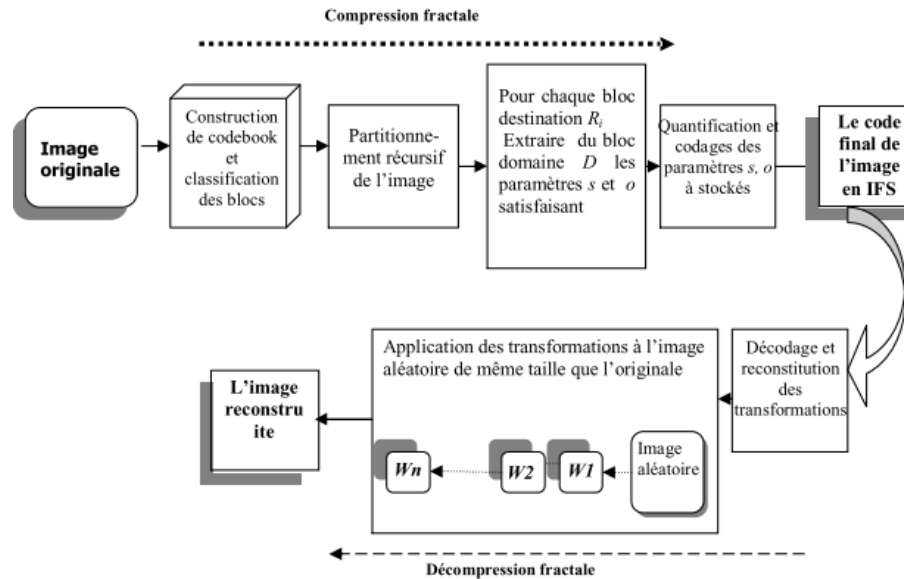 Compression fractale
Image
originale
Construction
de codebook
et
classification
des blocs
Partitionne-
ment récursif
de l'image
Pour chaque bloc
destination Ri
Extraire du bloc
domaine D les
paramètres s et o
satisfaisant
Quantification et
codages des
paramètres s, o
à stockés
Le code
final de
l'image
en IFS
Décodage et
reconstitution
des
transformations
Application des transformations à l'image
aléatoire de même taille que l'originale
Image
aléatoire
W1
W2
Wn
L'image
reconstru
ite
Décompression fractale